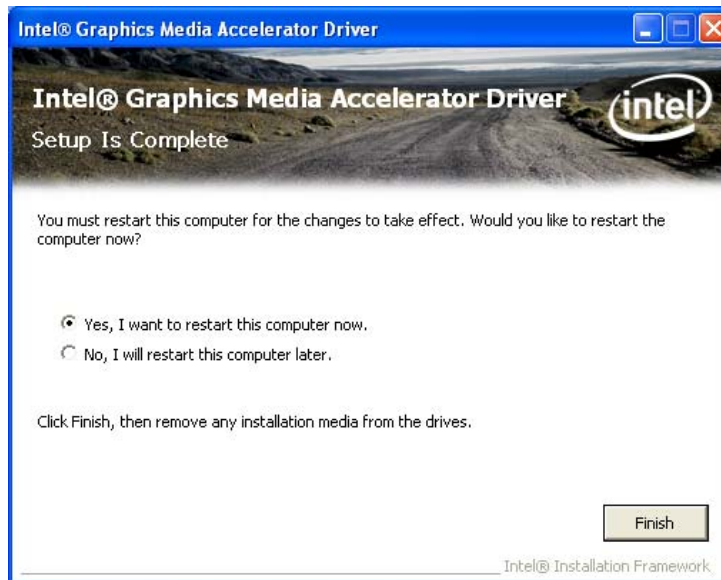 Intel® Graphics Media Accelerator Driver
Intel® Graphics Media Accelerator Driver
intel
Setup Is Complete
You must restart this computer for the changes to take effect. Would you like to restart the
computer now?
Yes, I want to restart this computer now.
No, I will restart this computer later.
Click Finish, then remove any installation media from the drives.
Finish
Intel® Installation Framework